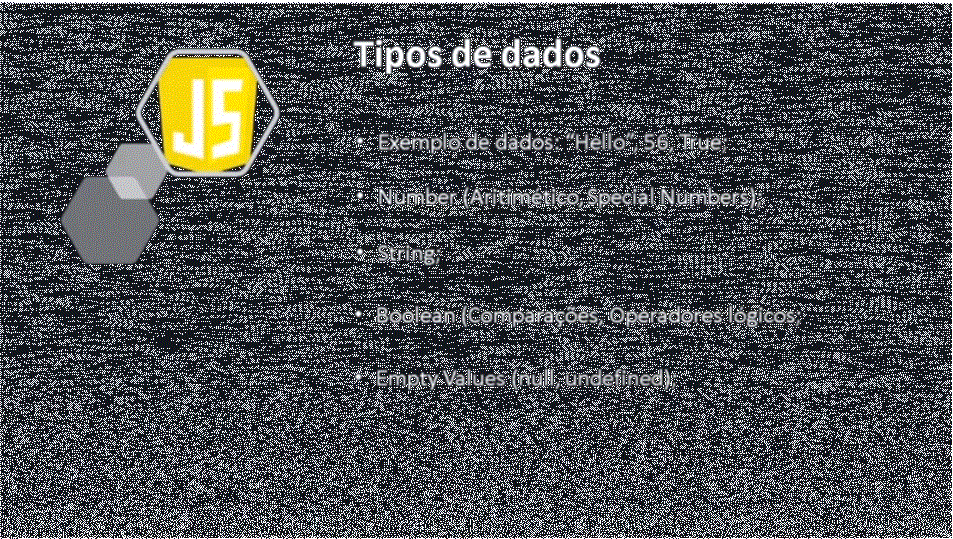 Tipos de dados
JS
• Exemplo de dados: "Hello", 56, True;
• Number (Aritimético, Special Numbers);
• String;
• Boolean (Comparações, Operadores lógicos
• Empty Values (null, undefined);